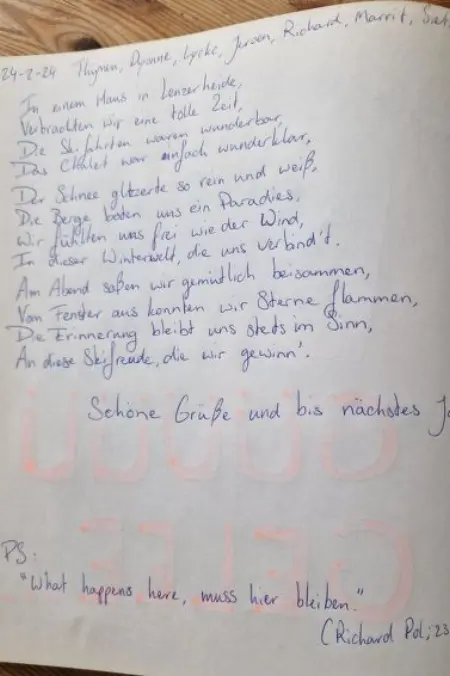 24-2-24 Thymen, Dyonne, Lycke, Jeroen, Richard, Marrit,
In einem Haus in Lenzerheide,
Verbrachten wir eine tolle Zeit,
Die Skifahrten waren wunderbar,
Das Chalet war einfach wunderklar,
Der Schnee glitzerte so rein und weiß,
Die Berge boten uns ein Paradies,
Wir fühlten uns frei wie der Wind,
In dieser Winterwelt, die uns verbind't.
Am Abend saßen wir gemütlich beisammen,
Vom Fenster aus konnten wir Sterne flammen,
Die Erinnerung bleibt uns stets im Sinn,
An diese Skifreude, die wir gewinn'.
Schöne Grüße und bis nächstes J
PS:
"What happens here, muss hier bleiben."
(Richard Pol; 23